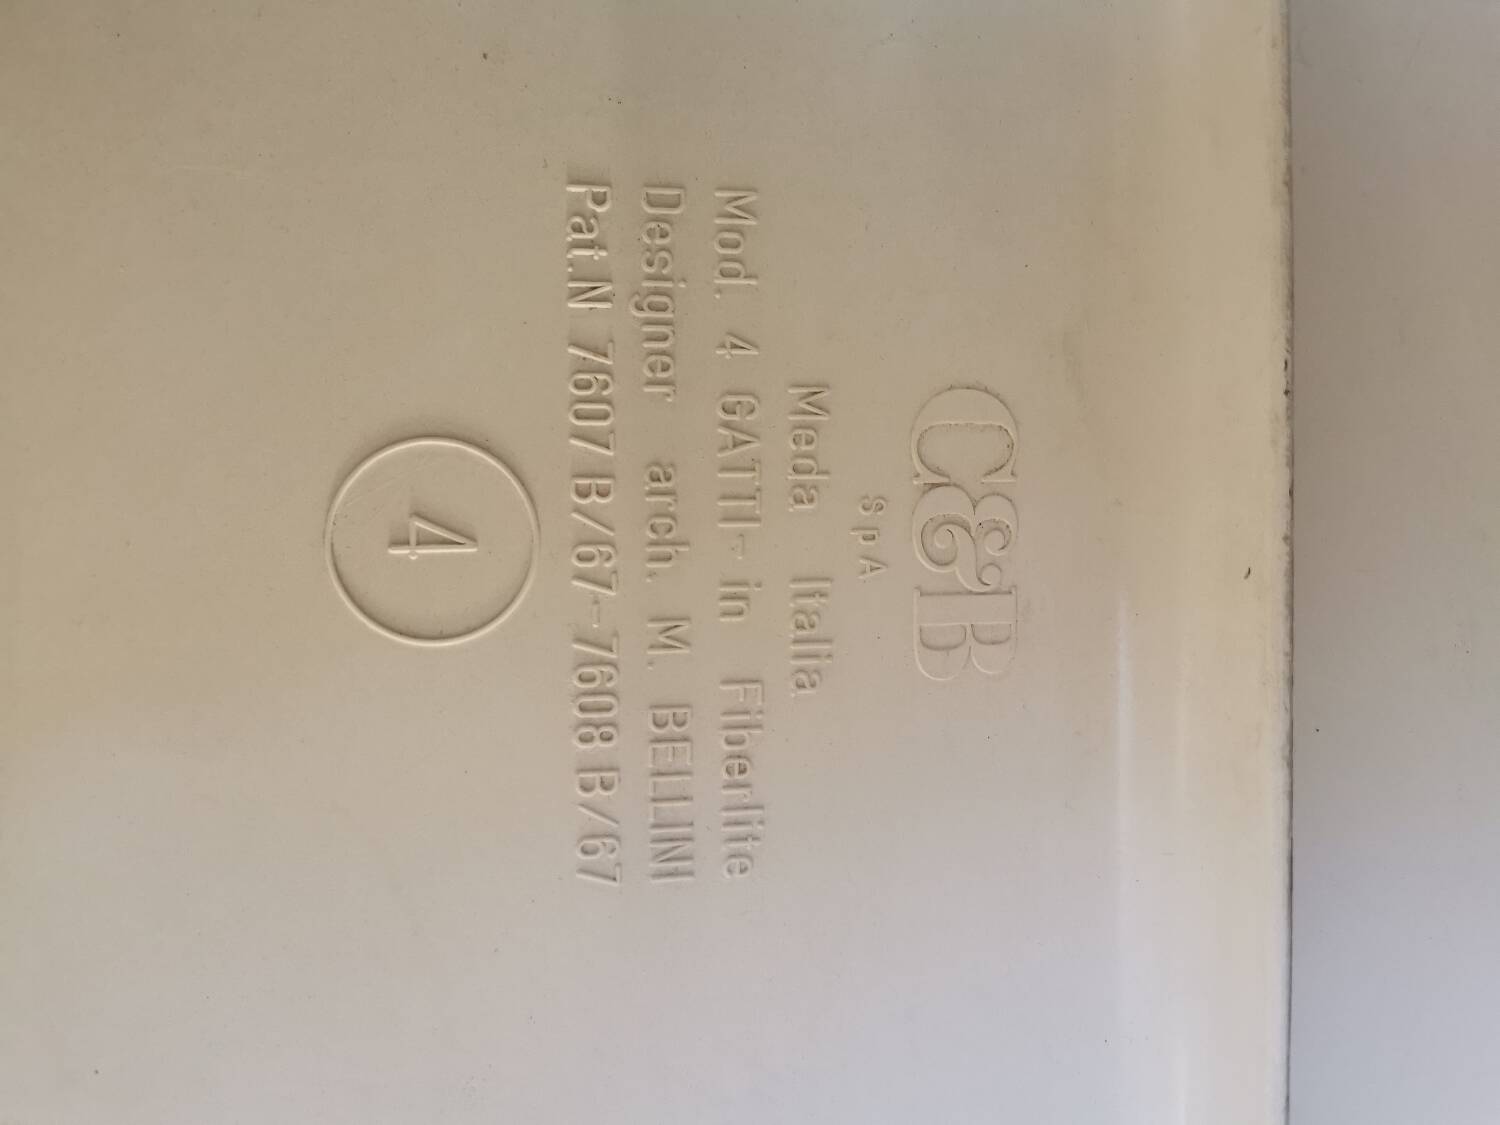 C&B
SpA
Meda Italia
Mod. 4 GATTI- in Fiberlite
Designer arch. M. BELLINI
Pat.N 7607 B/67-7608 B/67
4